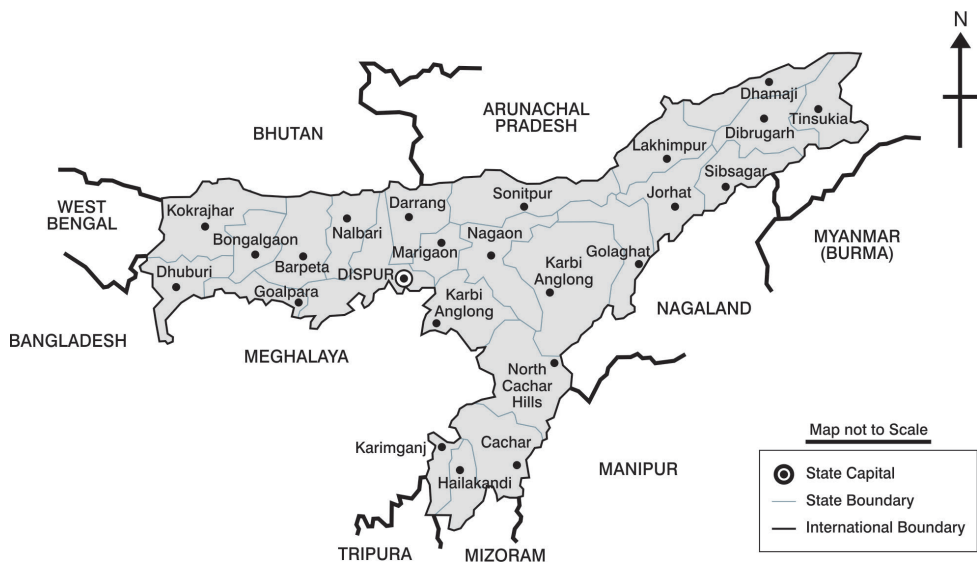 N
ARUNACHAL
PRADESH
BHUTAN
Dhamaji
Tinsukia
Dibrugarh
Lakhimpur
Sibsagar
WEST
BENGAL
Kokrajhar
Darrang
Sonitpur
Jorhat
Bongalgaon
Nalbari
Marigaon
Nagaon
Golaghat
MYANMAR
(BURMA)
Dhuburi
Barpeta
DISPUR
Karbi
Anglong
Goalpara
Karbi
Anglong
NAGALAND
BANGLADESH
MEGHALAYA
North
Cachar
Hills
Karimganj
Cachar
Hailakandi
MANIPUR
TRIPURA
MIZORAM
Map not to Scale
State Capital
State Boundary
International Boundary